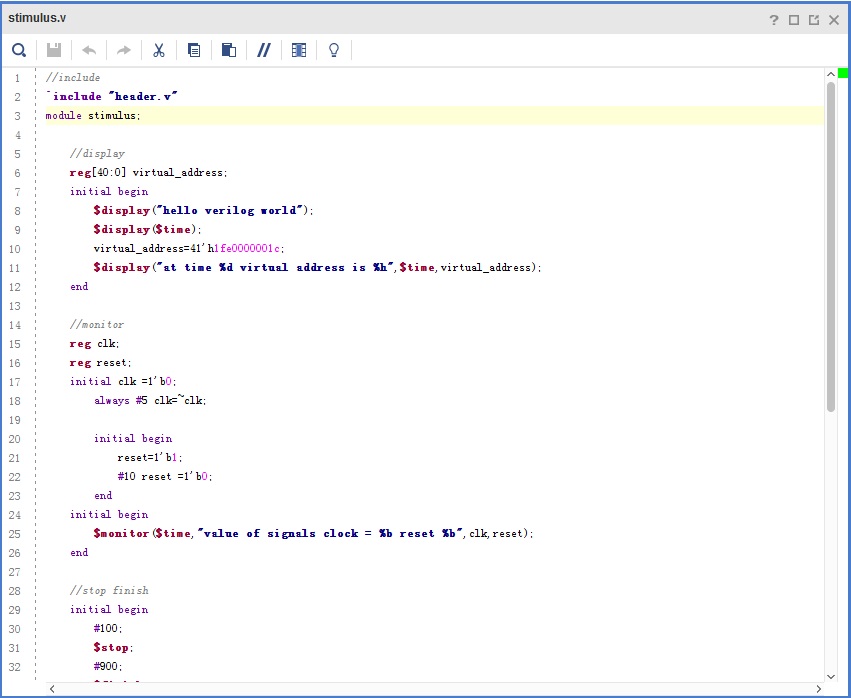 stimulus.v
?
1 //include
2 `include "header.v"
3 module stimulus;
4
5 //display
6 reg[40:0] virtual_address;
7 initial begin
8 $display("hello verilog world");
9 $display($time);
10 virtual_address=41'h1fe0000001c;
11 $display("at time %d virtual address is %h",$time,virtual_address);
12 end
13
14 //monitor
15 reg clk;
16 reg reset;
17 initial clk =1'b0;
18 always #5 clk=~clk;
19
20 initial begin
21 reset=1'b1;
22 #10 reset =1'b0;
23 end
24 initial begin
25 $monitor($time,"value of signals clock = %b reset %b",clk,reset);
26 end
27
28 //stop finish
29 initial begin
30 #100;
31 $stop;
32 #900;